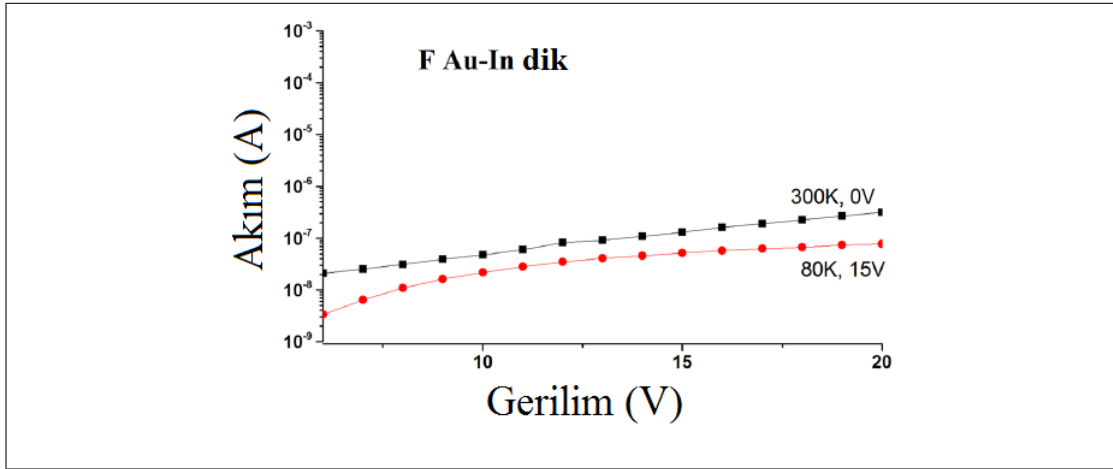 F Au-In dik
Akım (A)
10⁻³
10⁻⁴
10⁻⁵
10⁻⁶
10⁻⁷
10⁻⁸
10⁻⁹
300K, 0V
80K, 15V
10
15
20
Gerilim (V)